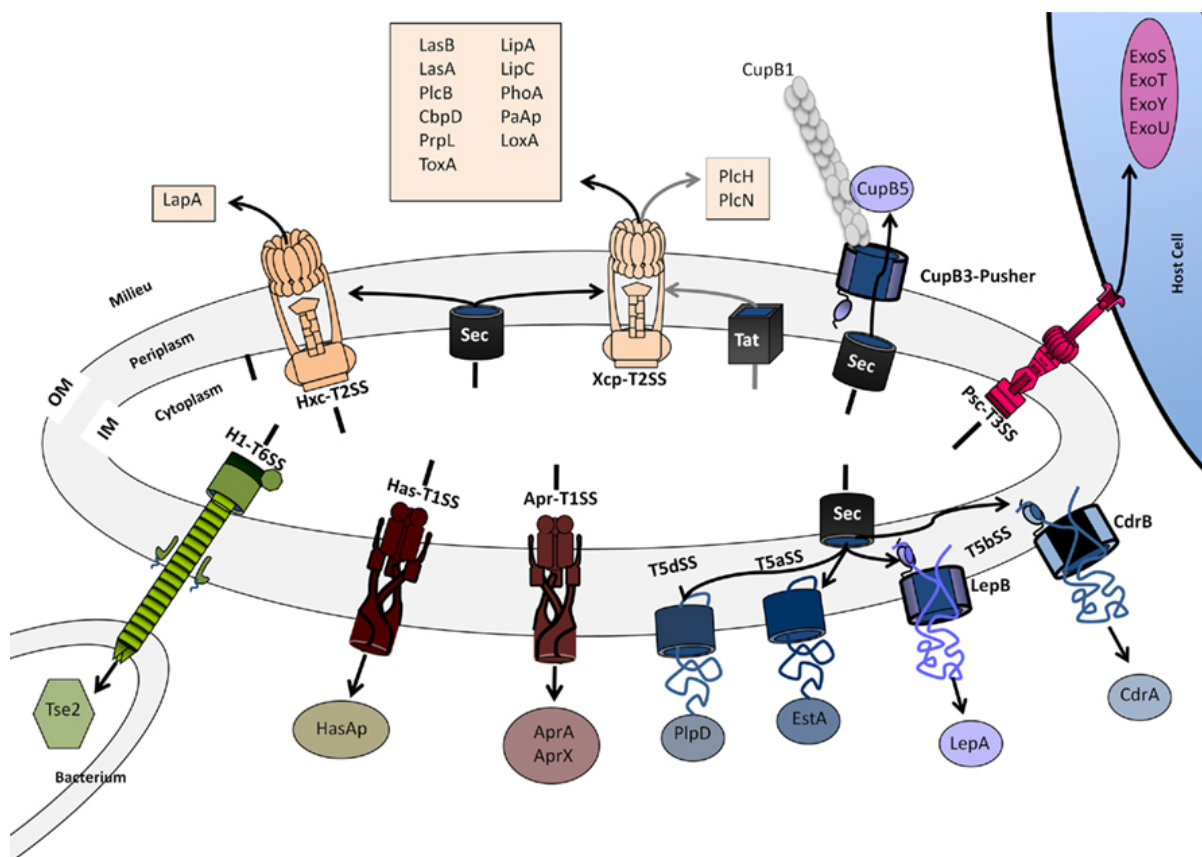 LasB LipA
LasA LipC
PlcB PhoA
CbpD PaAp
PrpL LoxA
ToxA
CupB1
ExoS
ExoT
ExoY
ExoU
LapA
PlcH
PlcN
CupB5
CupB3-Pusher
Host Cell
Milieu
Periplasm
Cytoplasm
OM
IM
Hxc-T2SS
Sec
Xcp-T2SS
Tat
Sec
Psc-T3SS
H1-T6SS
Has-T1SS
Apr-T1SS
Sec
T5dSS
T5aSS
T5bSS
LepB
CdrB
Tse2
Bacterium
HasAp
AprA
AprX
PlpD
EstA
LepA
CdrA